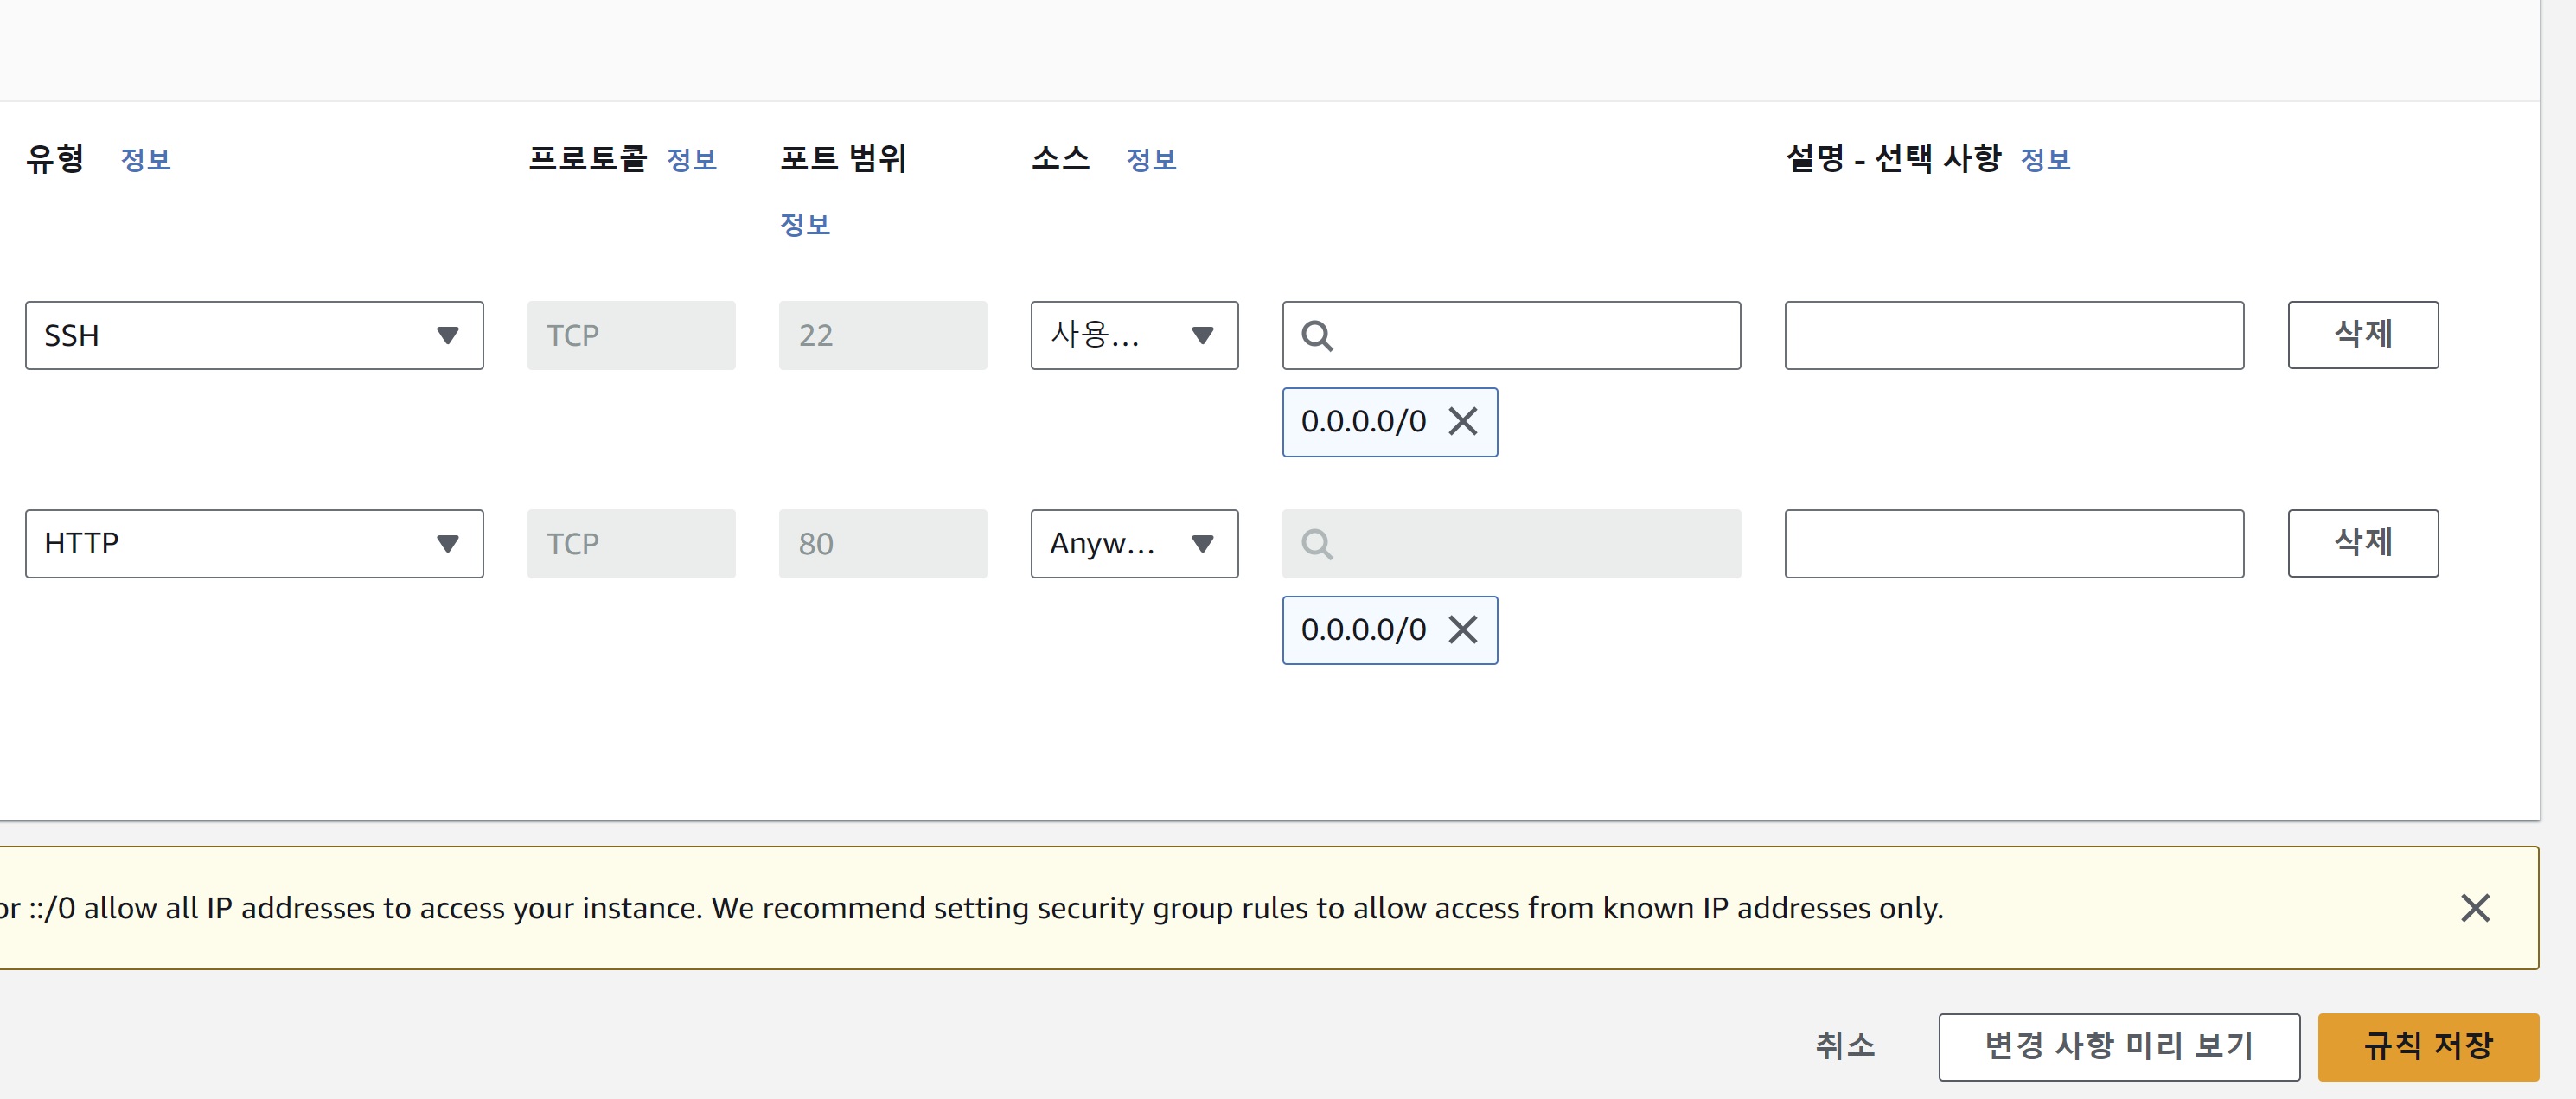 유형 정보 프로토콜 정보 포트 범위 소스 정보 설명 - 선택 사항 정보
정보
SSH TCP 22 사용... 삭제
0.0.0.0/0
HTTP TCP 80 Anyw... 삭제
0.0.0.0/0
or ::/0 allow all IP addresses to access your instance. We recommend setting security group rules to allow access from known IP addresses only.
취소 변경 사항 미리 보기 규칙 저장